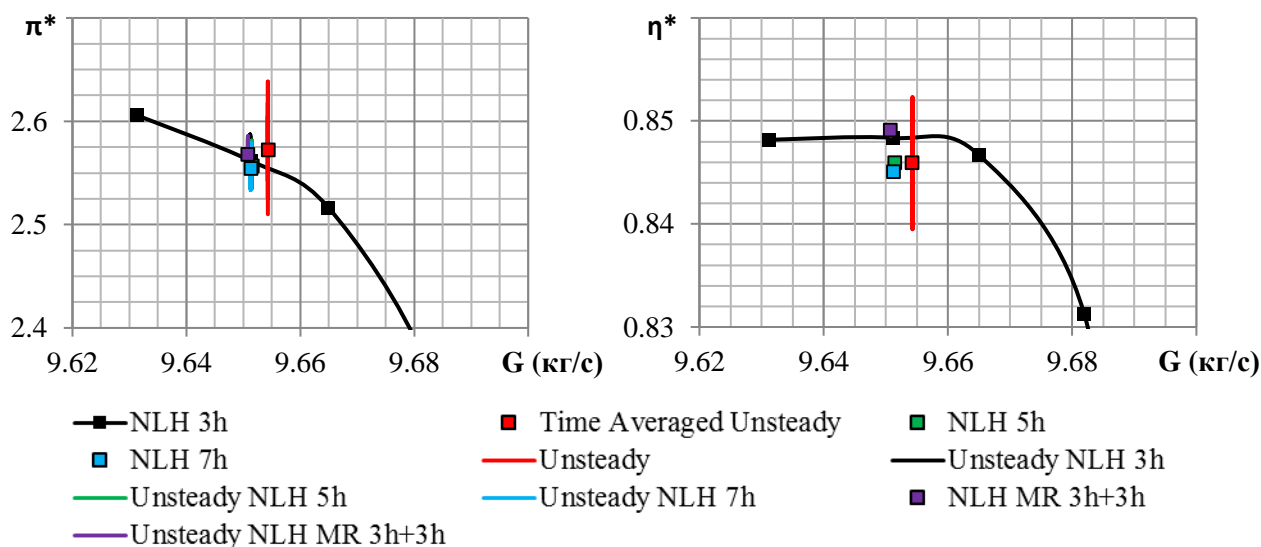 π*
2.6
2.5
2.4
9.62 9.64 9.66 9.68 G (кг/с)
η*
0.85
0.84
0.83
9.62 9.64 9.66 9.68 G (кг/с)
NLH 3h Time Averaged Unsteady NLH 5h
NLH 7h Unsteady Unsteady NLH 3h
Unsteady NLH 5h Unsteady NLH 7h NLH MR 3h+3h
Unsteady NLH MR 3h+3h